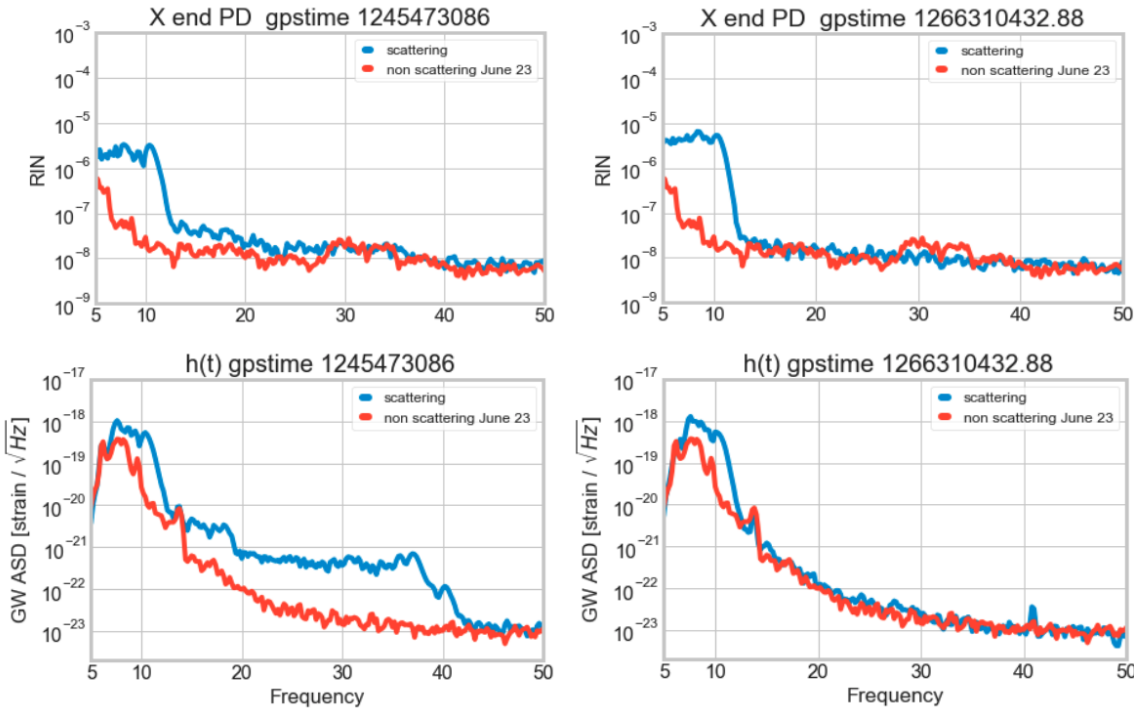 X end PD gpstime 1245473086
10−3
10−4
10−5
10−6
10−7
10−8
10−9
RIN
scattering
non scattering June 23
5 10 20 30 40 50
X end PD gpstime 1266310432.88
10−3
10−4
10−5
10−6
10−7
10−8
10−9
RIN
scattering
non scattering June 23
5 10 20 30 40 50
h(t) gpstime 1245473086
10−17
10−18
10−19
10−20
10−21
10−22
10−23
GW ASD [strain / √Hz]
scattering
non scattering June 23
5 10 20 30 40 50
Frequency
h(t) gpstime 1266310432.88
10−17
10−18
10−19
10−20
10−21
10−22
10−23
GW ASD [strain / √Hz]
scattering
non scattering June 23
5 10 20 30 40 50
Frequency